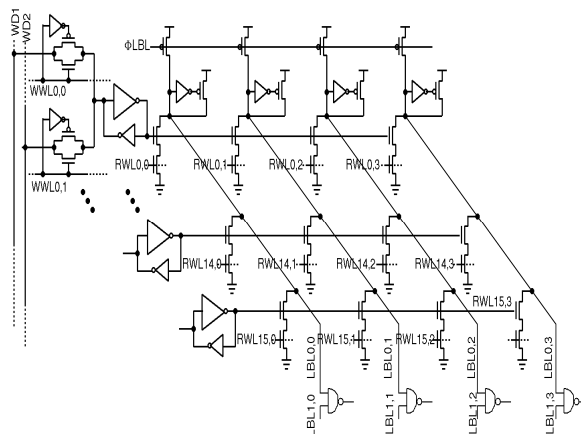 WD1
WD2
ΦLBL
WWL0,0
WWL0,1
RWL0,0
RWL0,1
RWL0,2
RWL0,3
RWL14,0
RWL14,1
RWL14,2
RWL14,3
RWL15,0
RWL15,1
RWL15,2
RWL15,3
LBL0,0
LBL0,1
LBL0,2
LBL0,3
LBL1,0
LBL1,1
LBL1,2
LBL1,3